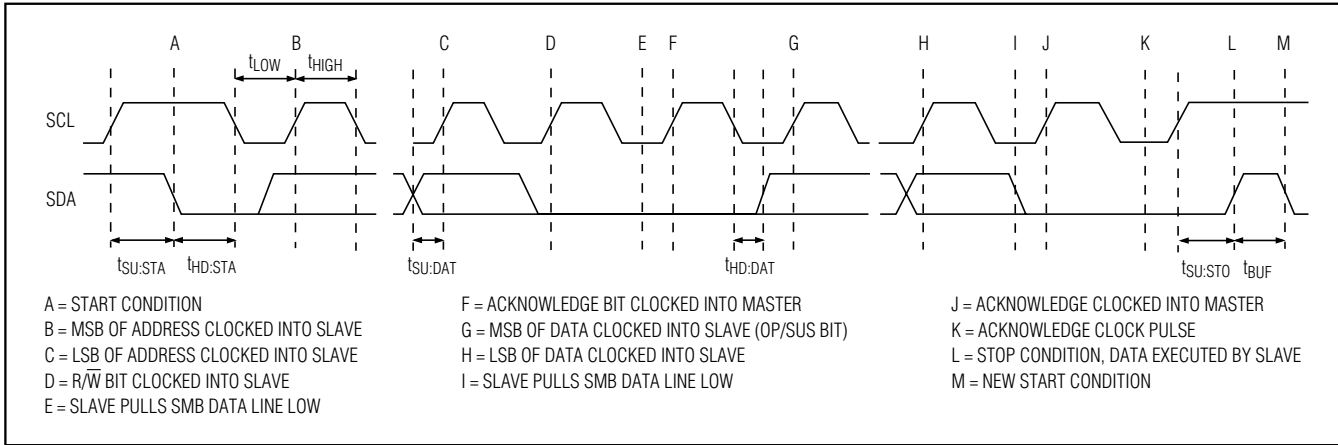 A B C D E F G H I J K L M
tLOW tHIGH
SCL
SDA
tSU:STA tHD:STA tSU:DAT tHD:DAT tSU:STO tBUF
A = START CONDITION
B = MSB OF ADDRESS CLOCKED INTO SLAVE
C = LSB OF ADDRESS CLOCKED INTO SLAVE
D = R/W̅ BIT CLOCKED INTO SLAVE
E = SLAVE PULLS SMB DATA LINE LOW
F = ACKNOWLEDGE BIT CLOCKED INTO MASTER
G = MSB OF DATA CLOCKED INTO SLAVE (OP/SUS BIT)
H = LSB OF DATA CLOCKED INTO SLAVE
I = SLAVE PULLS SMB DATA LINE LOW
J = ACKNOWLEDGE CLOCKED INTO MASTER
K = ACKNOWLEDGE CLOCK PULSE
L = STOP CONDITION, DATA EXECUTED BY SLAVE
M = NEW START CONDITION